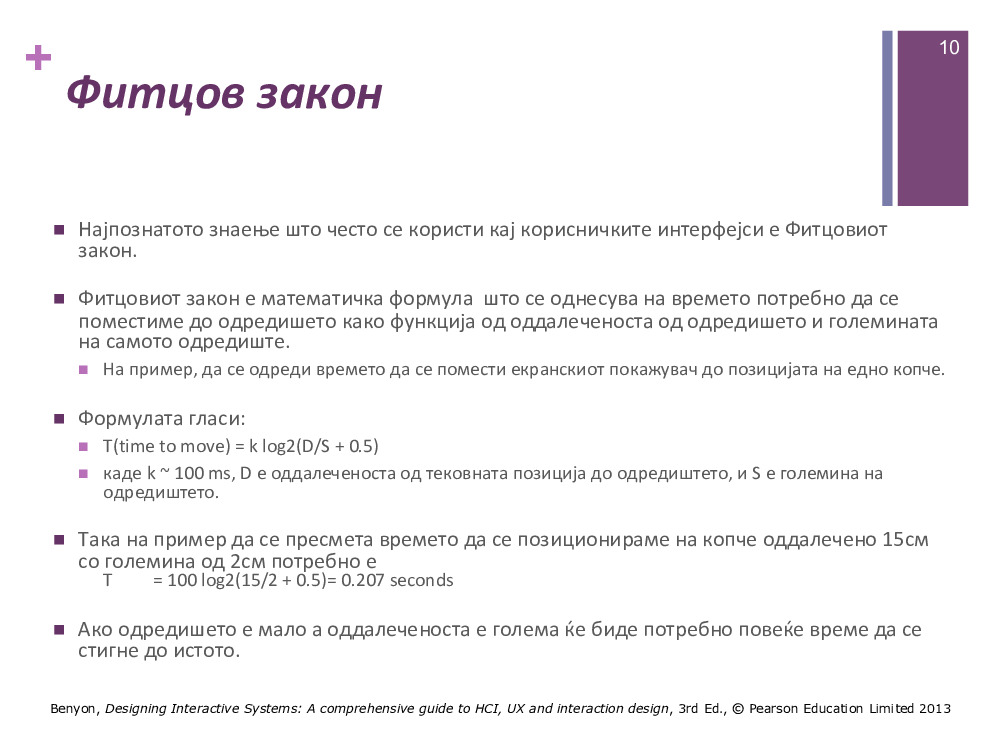 10
+
Фитцов закон
Најпознатото знаење што често се користи кај корисничките интерфејси е Фитцовиот
закон.
Фитцовиот закон е математичка формула што се однесува на времето потребно да се
поместиме до одредишето како функција од оддалеченоста од одредишето и големината
на самото одредиште.
На пример, да се одреди времето да се помести екранскиот покажувач до позицијата на едно копче.
Формулата гласи:
T(time to move) = k log2(D/S + 0.5)
каде k ~ 100 ms, D е оддалеченоста од тековната позиција до одредиштето, и S е големина на
одредиштето.
Така на пример да се пресмета времето да се позиционираме на копче оддалечено 15см
со големина од 2см потребно е
T = 100 log2(15/2 + 0.5)= 0.207 seconds
Ако одредишето е мало а оддалеченоста е голема ќе биде потребно повеќе време да се
стигне до истото.
Benyon, Designing Interactive Systems: A comprehensive guide to HCI, UX and interaction design, 3rd Ed., © Pearson Education Limited 2013